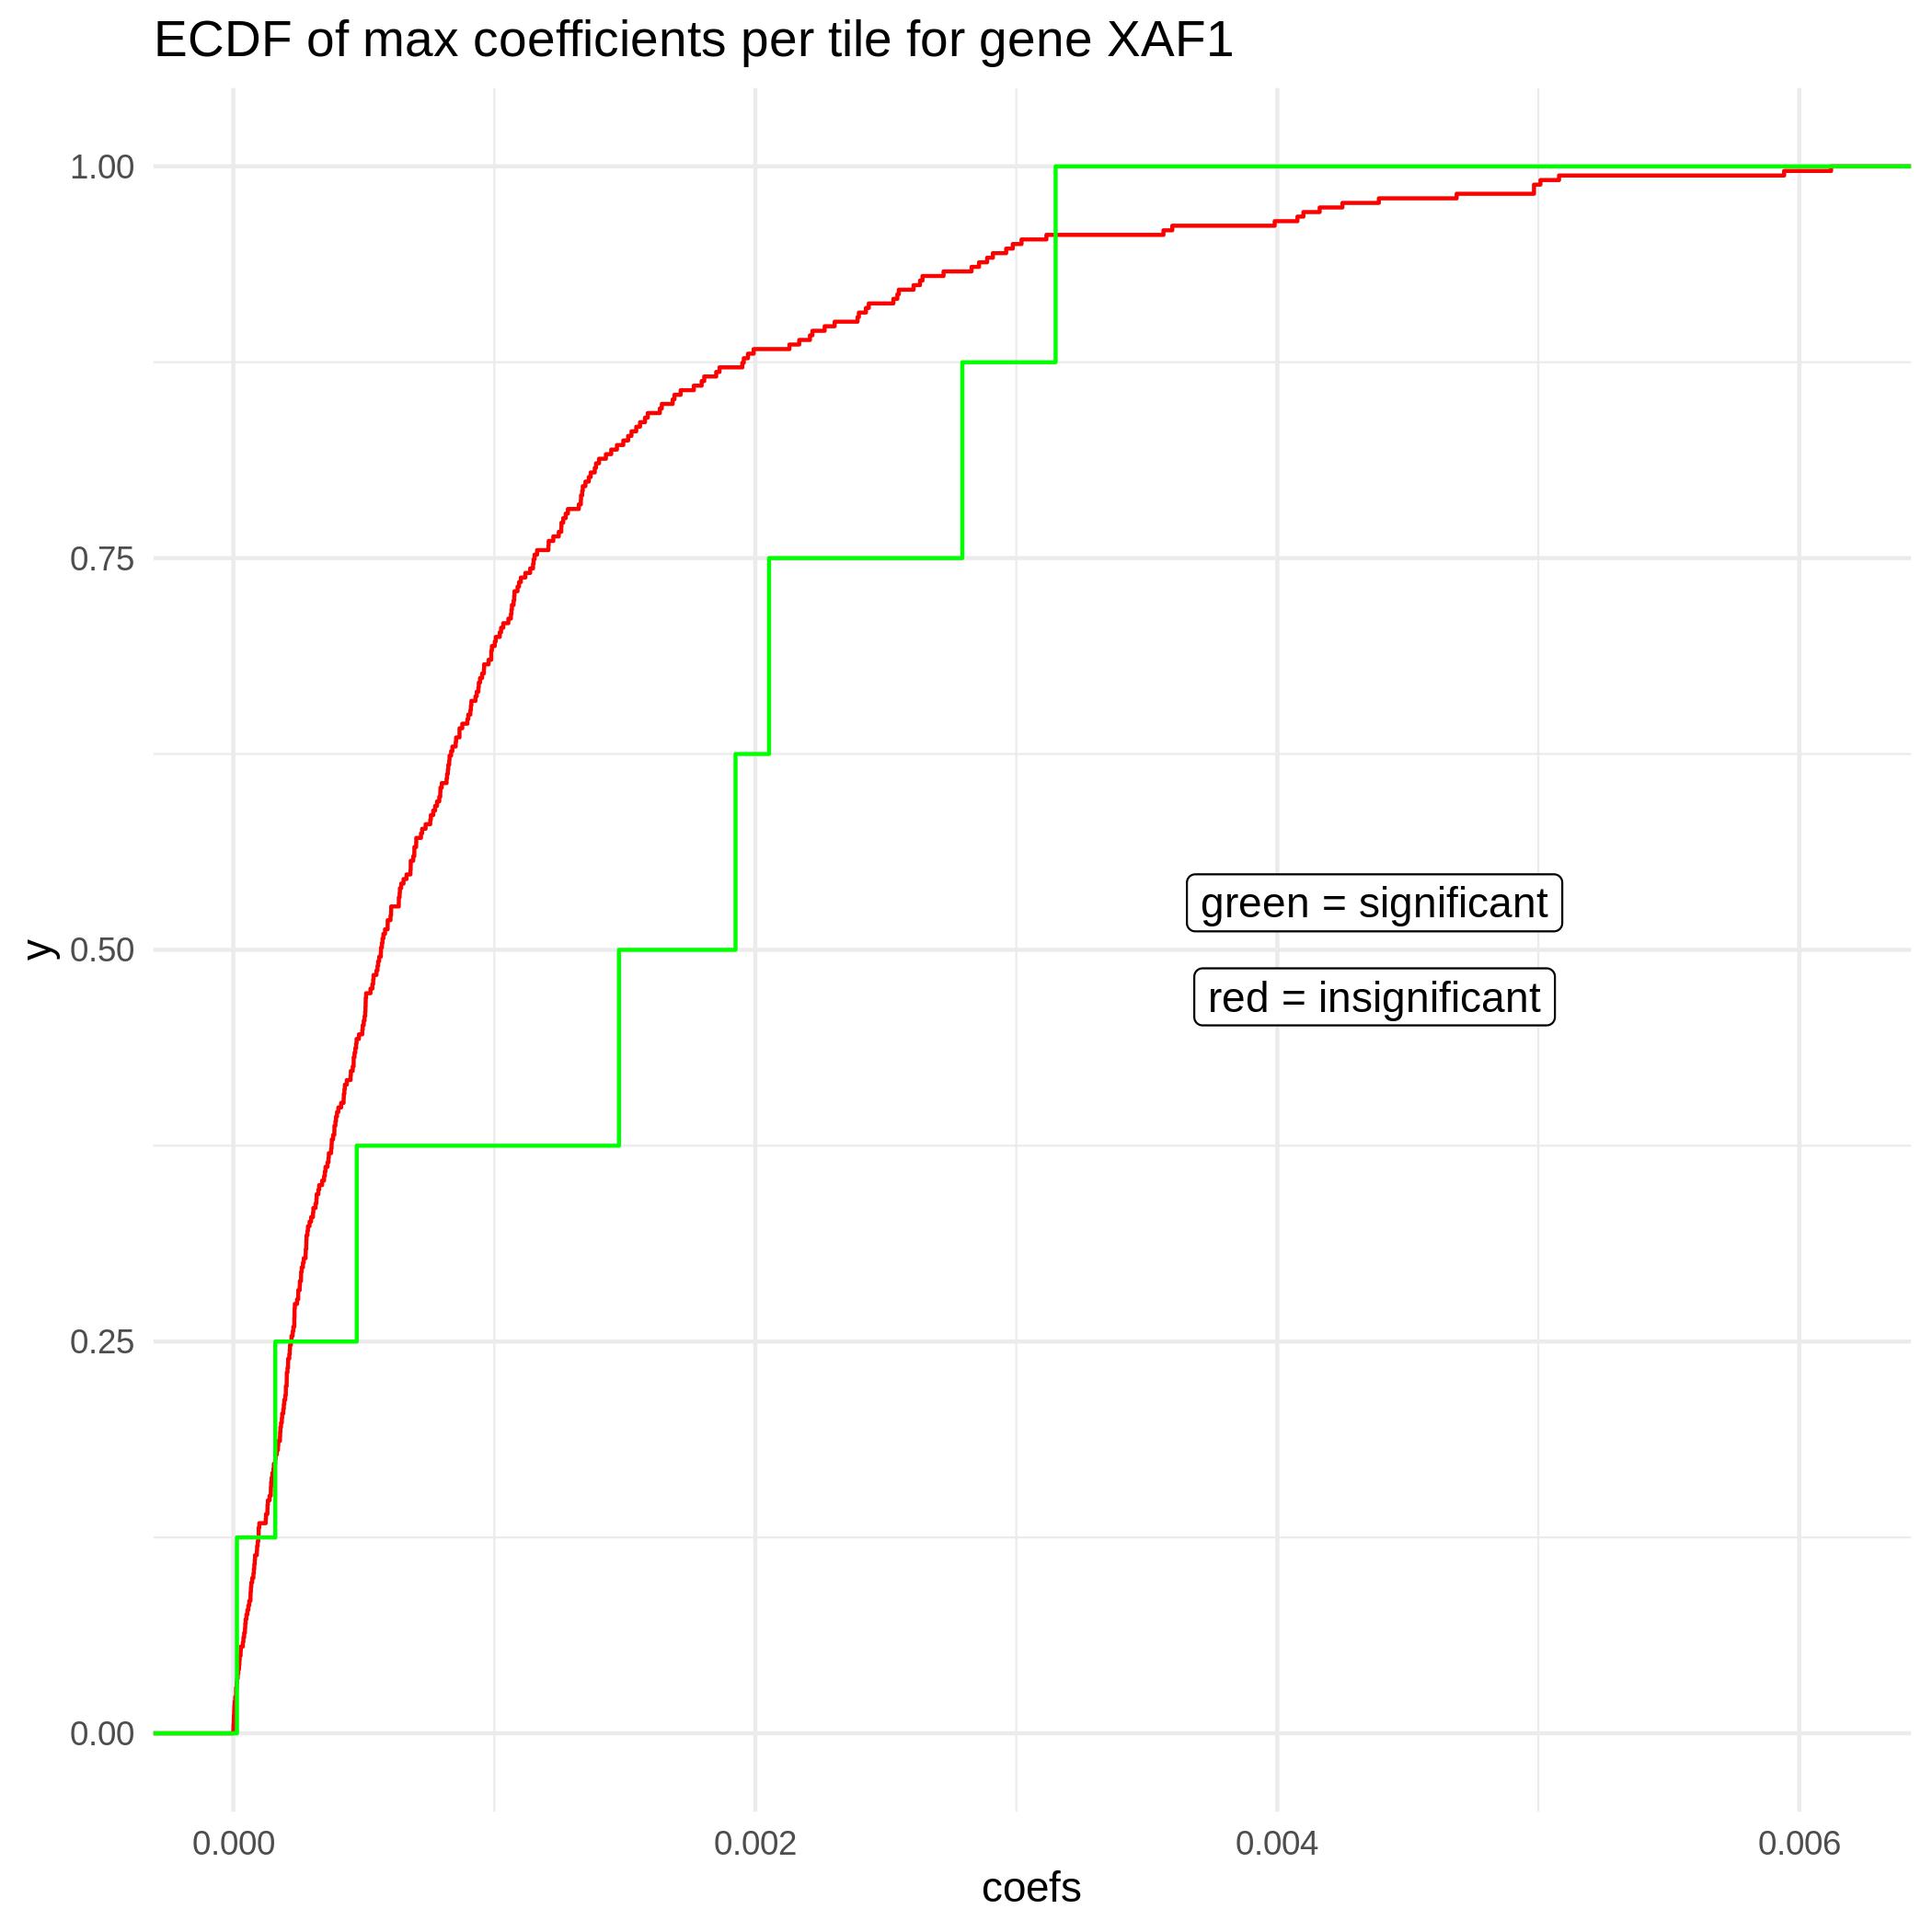 ECDF of max coefficients per tile for gene XAF1
1.00
0.75
0.50
0.25
0.00
y
green = significant
red = insignificant
0.000 0.002 0.004 0.006
coefs